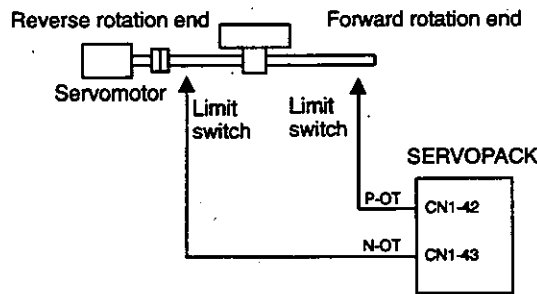 Reverse rotation end
Forward rotation end
Servomotor
Limit
switch
Limit
switch
SERVOPACK
P-OT
CN1-42
N-OT
CN1-43